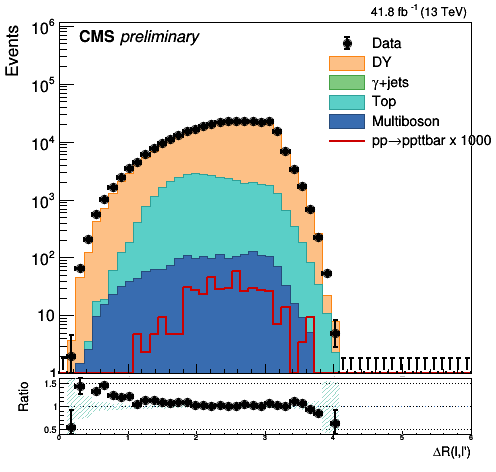 41.8 fb⁻¹ (13 TeV)
CMS preliminary
Events
10⁶
10⁵
10⁴
10³
10²
10
1
Data
DY
γ+jets
Top
Multiboson
pp→ppttbar x 1000
Ratio
1.5
1
0.5
0 1 2 3 4 5 6
ΔR(l,l')